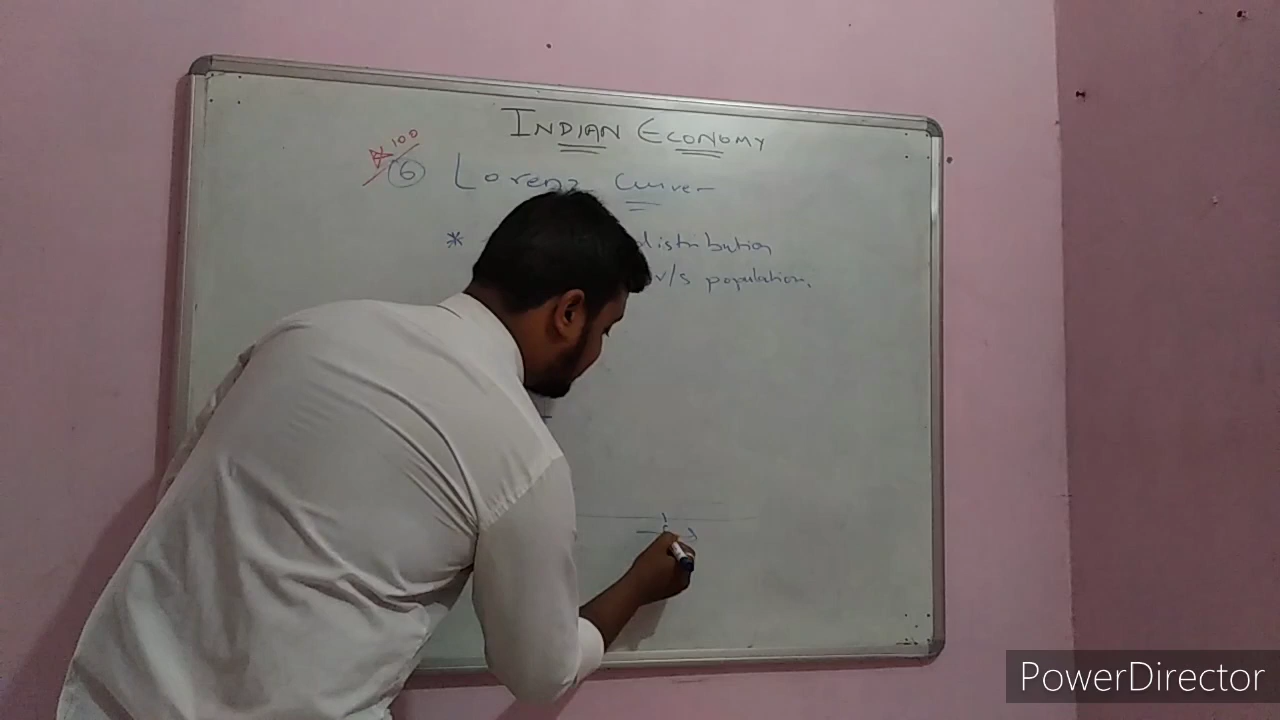 INDIAN ECONOMY
100
6 Lorenz Curve
* distribution
v/s population.
PowerDirector